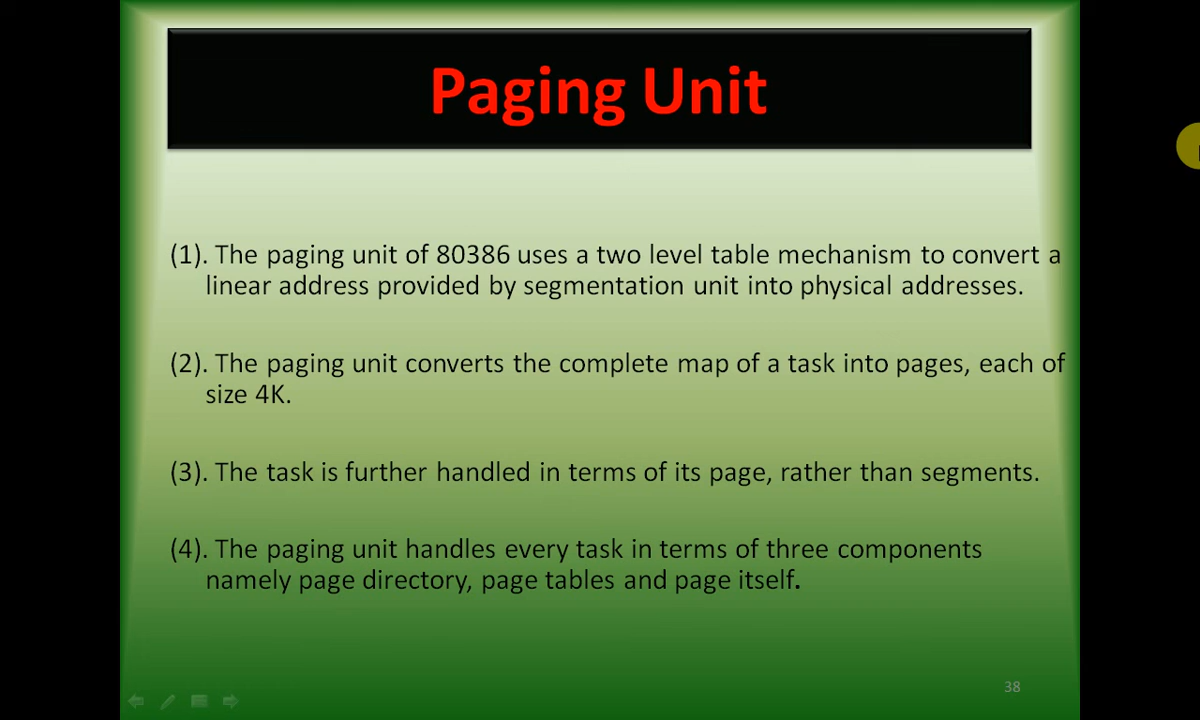 Paging Unit
(1). The paging unit of 80386 uses a two level table mechanism to convert a
linear address provided by segmentation unit into physical addresses.
(2). The paging unit converts the complete map of a task into pages, each of
size 4K.
(3). The task is further handled in terms of its page, rather than segments.
(4). The paging unit handles every task in terms of three components
namely page directory, page tables and page itself.
38